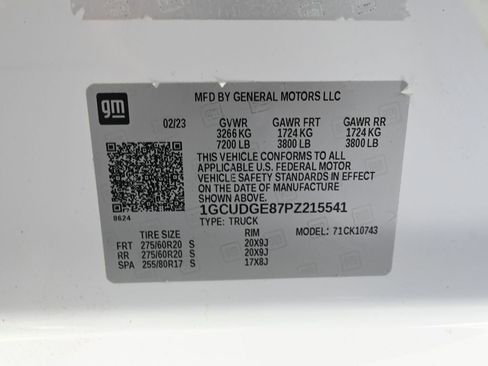 gm
MFD BY GENERAL MOTORS LLC
02/23 GVWR GAWR FRT GAWR RR
3266 KG 1724 KG 1724 KG
7200 LB 3800 LB 3800 LB
THIS VEHICLE CONFORMS TO ALL
APPLICABLE U.S. FEDERAL MOTOR
VEHICLE SAFETY STANDARDS IN EFFECT
ON THE DATE OF MANUFACTURE
SHOWN ABOVE.
1GCUDGE87PZ215541
8624
TYPE: TRUCK
TIRE SIZE RIM MODEL: 71CK10743
FRT 275/60R20 S 20X9J
RR 275/60R20 S 20X9J
SPA 255/80R17 S 17X8J